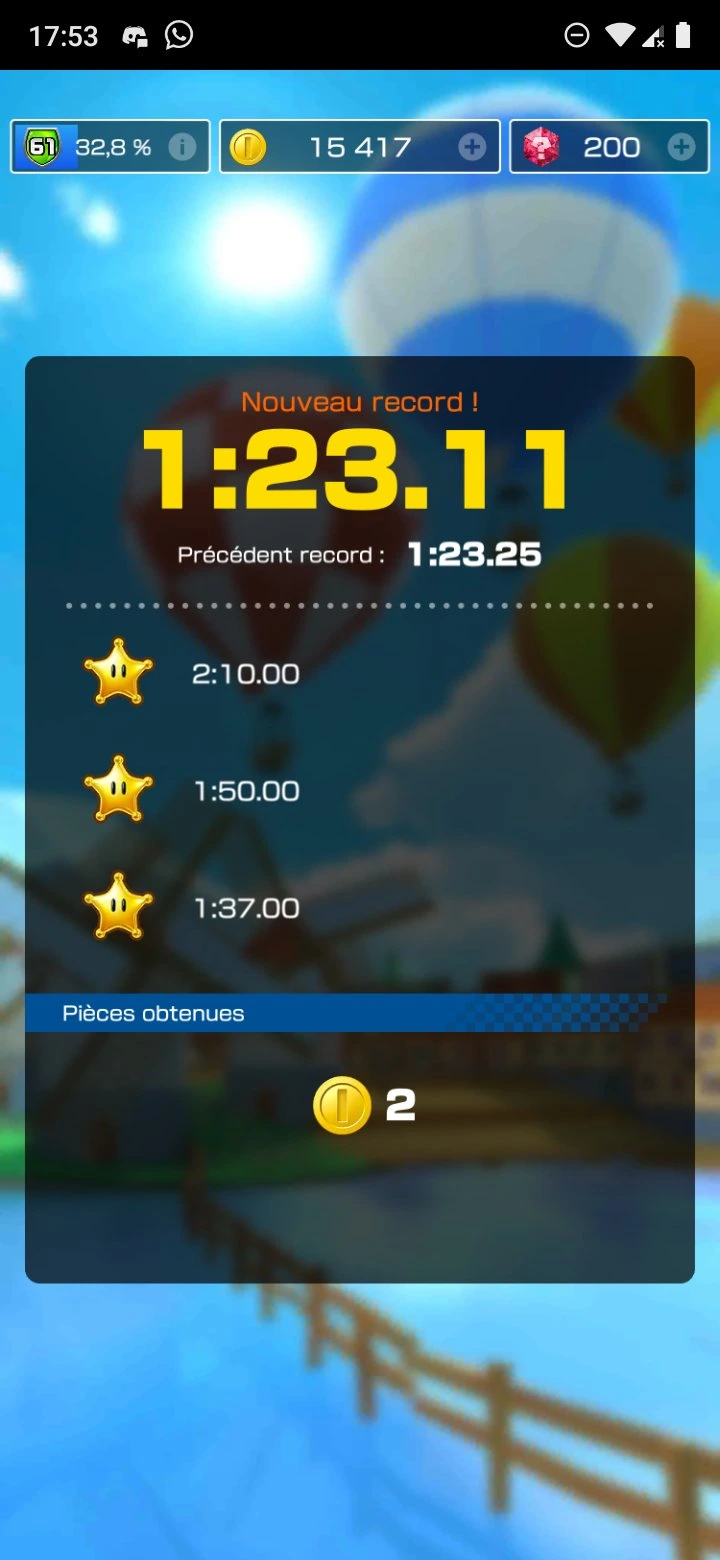 17:53
61 32,8 % i 15 417 + ? 200 +
Nouveau record !
1:23.11
Précédent record : 1:23.25
2:10.00
1:50.00
1:37.00
Pièces obtenues
2